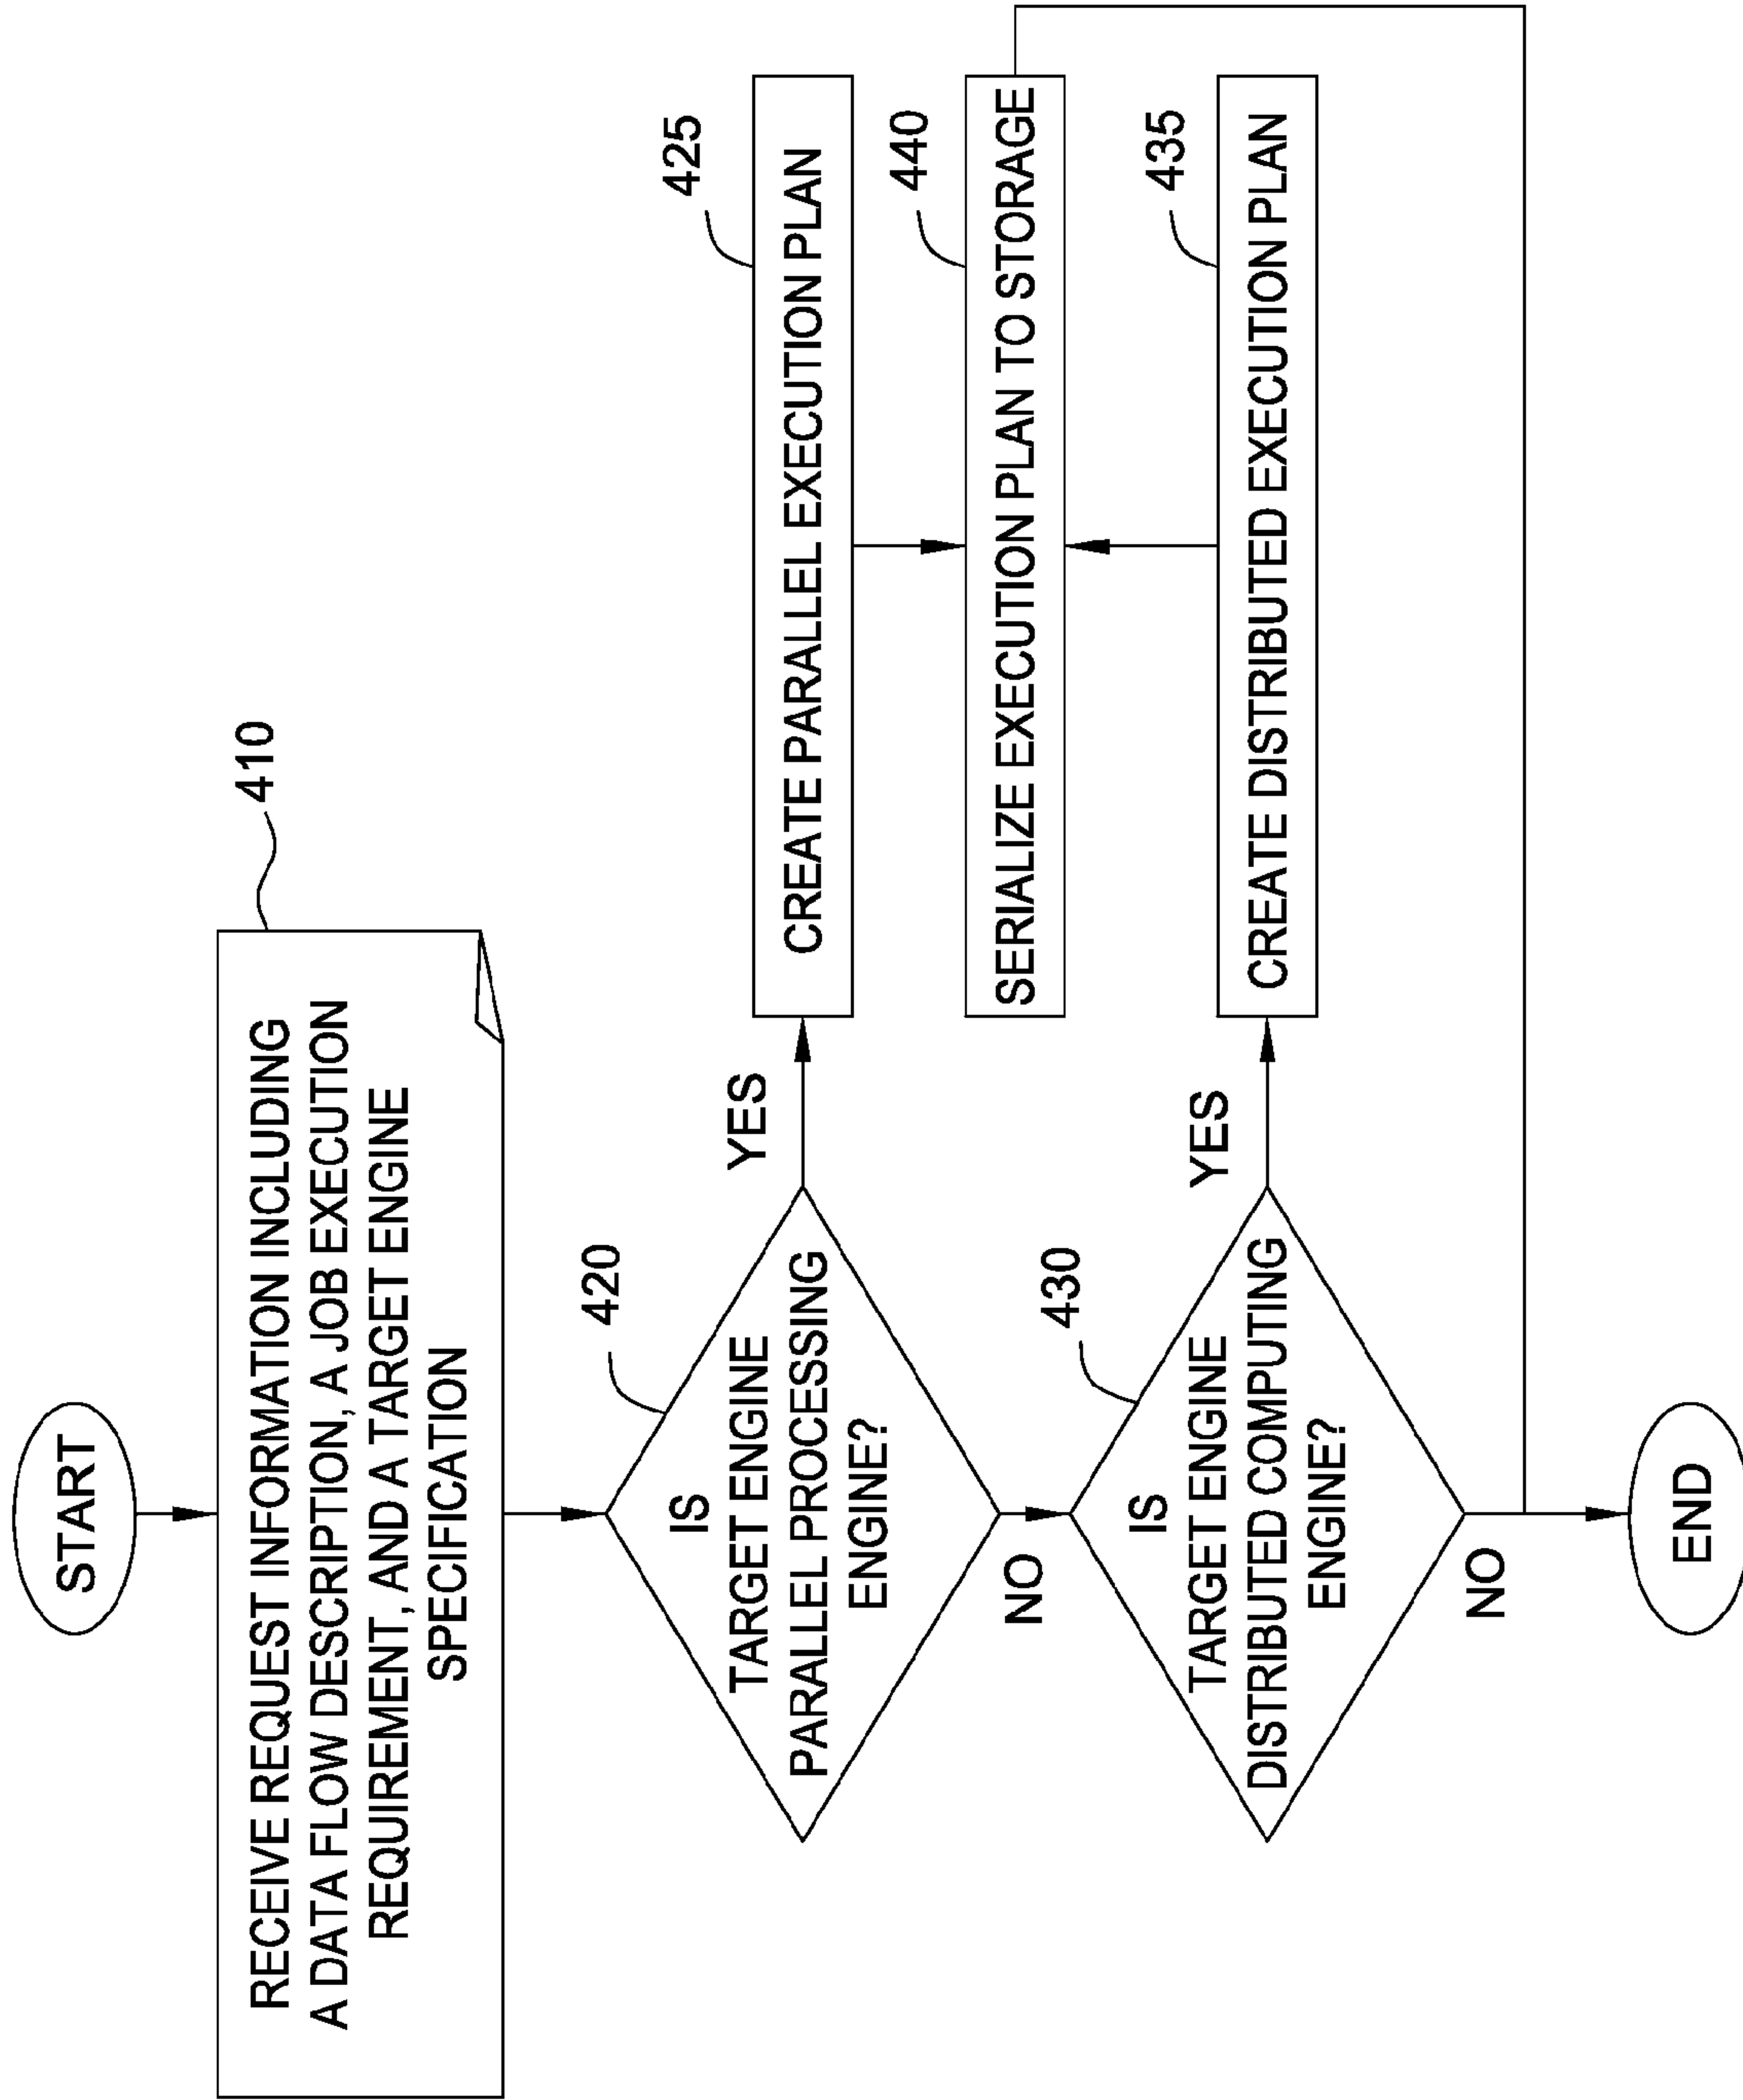 START
410
RECEIVE REQUEST INFORMATION INCLUDING
A DATA FLOW DESCRIPTION, A JOB EXECUTION
REQUIREMENT, AND A TARGET ENGINE
SPECIFICATION
420
IS
TARGET ENGINE
PARALLEL PROCESSING
ENGINE?
YES
425
CREATE PARALLEL EXECUTION PLAN
NO
440
SERIALIZE EXECUTION PLAN TO STORAGE
430
IS
TARGET ENGINE
DISTRIBUTED COMPUTING
ENGINE?
YES
435
CREATE DISTRIBUTED EXECUTION PLAN
NO
END